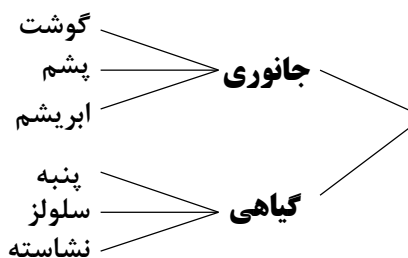 جانوری
گوشت
پشم
ابریشم
گیاهی
پنبه
سلولز
نشاسته